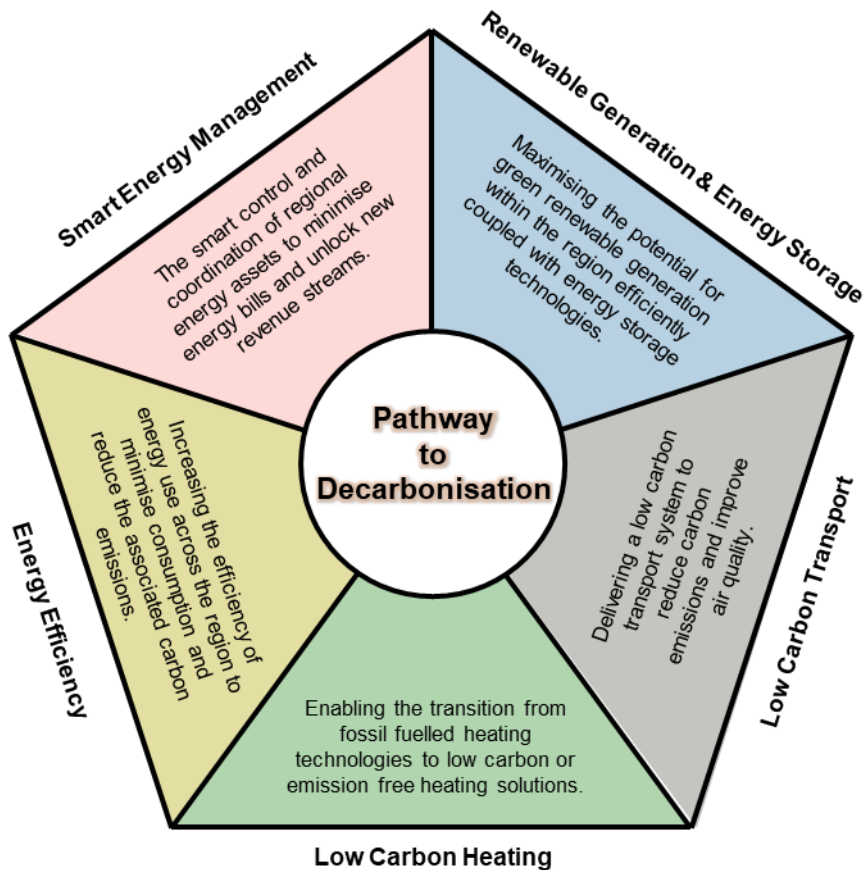 Renewable Generation & Energy Storage
Maximising the potential for
green renewable generation
within the region efficiently
coupled with energy storage
technologies.
Smart Energy Management
The smart control and
coordination of regional
energy assets to minimise
energy bills and unlock new
revenue streams.
Pathway
to
Decarbonisation
Low Carbon Transport
Delivering a low carbon
transport system to
reduce carbon
emissions and improve
air quality.
Energy Efficiency
Increasing the efficiency of
energy use across the region to
minimise consumption and
reduce the associated carbon
emissions.
Enabling the transition from
fossil fuelled heating
technologies to low carbon or
emission free heating solutions.
Low Carbon Heating